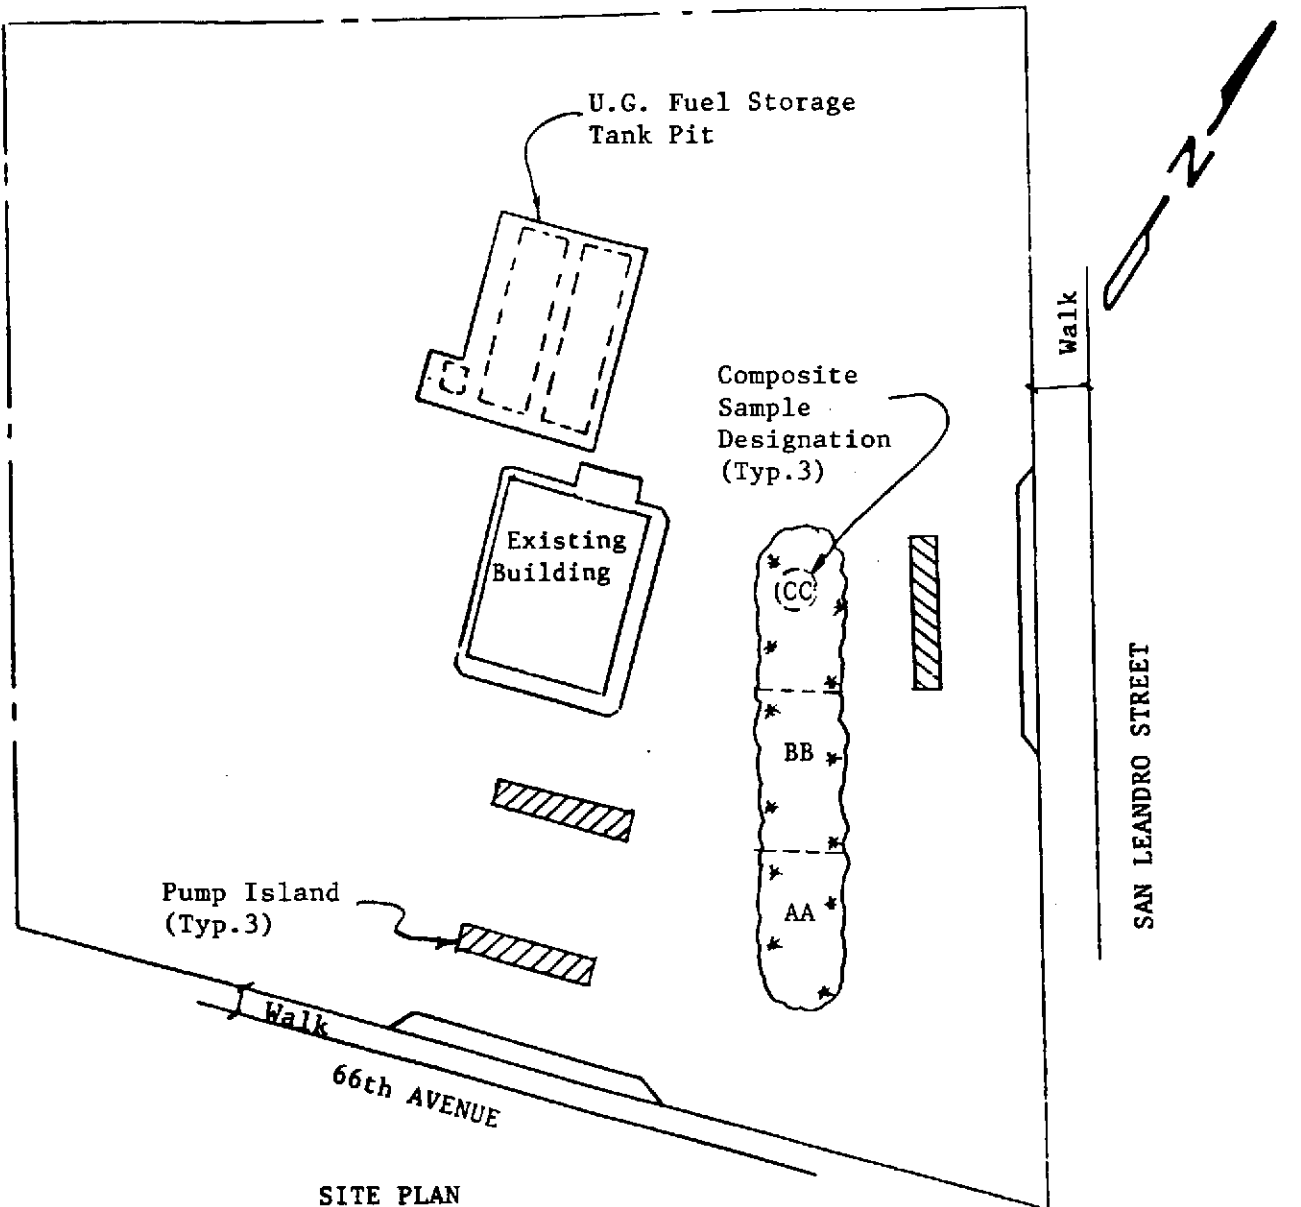 U.G. Fuel Storage
Tank Pit
N
Walk
Composite
Sample
Designation
(Typ.3)
Existing
Building
CC
BB
AA
SAN LEANDRO STREET
Pump Island
(Typ.3)
Walk
66th AVENUE
SITE PLAN